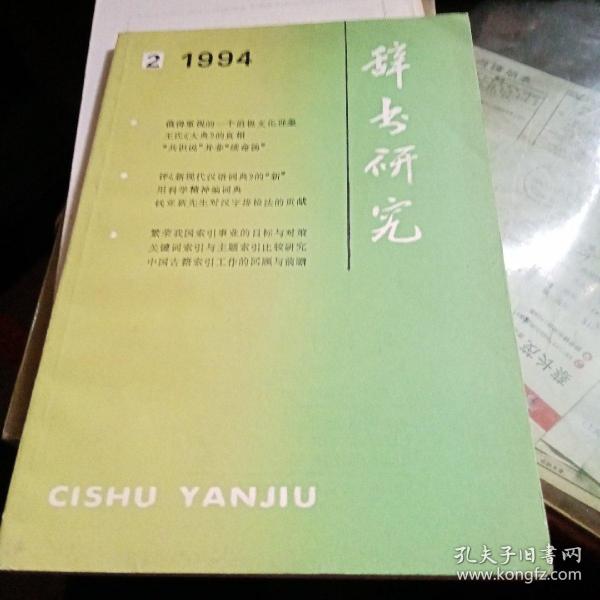 2 1994
辞书研究
值得重视的一个消极文化现象
王氏《大典》的真相
“共识说”并非“续命汤”
评《新现代汉语词典》的“新”
用科学精神编词典
钱亚新先生对汉字排检法的贡献
繁荣我国索引事业的目标与对策
关键词索引与主题索引比较研究
中国古籍索引工作的回顾与前瞻
CISHU YANJIU
蔡长茂
孔夫子旧书网
www.kongfz.com